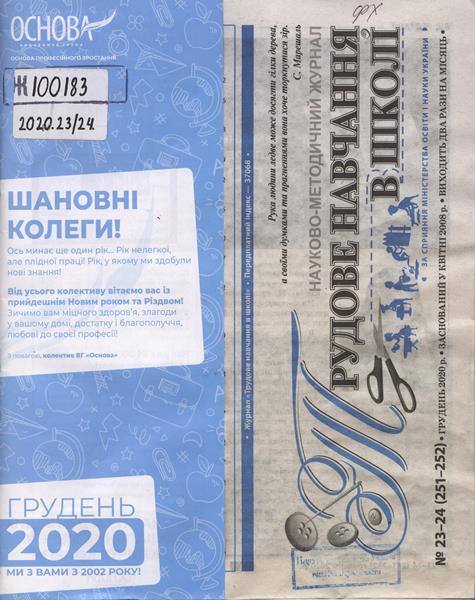 ОСНОВА
ВИДАВНИЧА ГРУПА
ОСНОВА ПРОФЕСІЙНОГО ЗРОСТАННЯ
Ж100183
2020.23/24.
ШАНОВНІ
КОЛЕГИ!
Ось минає ще один рік... Рік нелегкої,
але плідної праці! Рік, у якому ми здобули
нові знання!
Від усього колективу вітаємо вас із
прийдешнім Новим роком та Різдвом!
Зичимо вам міцного здоров'я, злагоди
у вашому домі, достатку і благополуччя,
любові до своєї професії!
З повагою, колектив ВГ «Основа»
ГРУДЕНЬ
2020
МИ З ВАМИ З 2002 РОКУ!
• Журнал «Трудове навчання в школі» • Передплатний індекс — 37068 •
Рука людини ледве може досягти гілки дерева,
а своїми думками та прагненнями вона хоче торкнутися зір.
С. Марешаль
НАУКОВО-МЕТОДИЧНИЙ ЖУРНАЛ
ТРУДОВЕ НАВЧАННЯ
В ШКОЛІ
ЗА СПРИЯННЯ МІНІСТЕРСТВА ОСВІТИ І НАУКИ УКРАЇНИ
№ 23–24 (251–252) • ГРУДЕНЬ 2020 р. • ЗАСНОВАНИЙ У КВІТНІ 2008 р. • ВИХОДИТЬ ДВА РАЗИ НА МІСЯЦЬ •